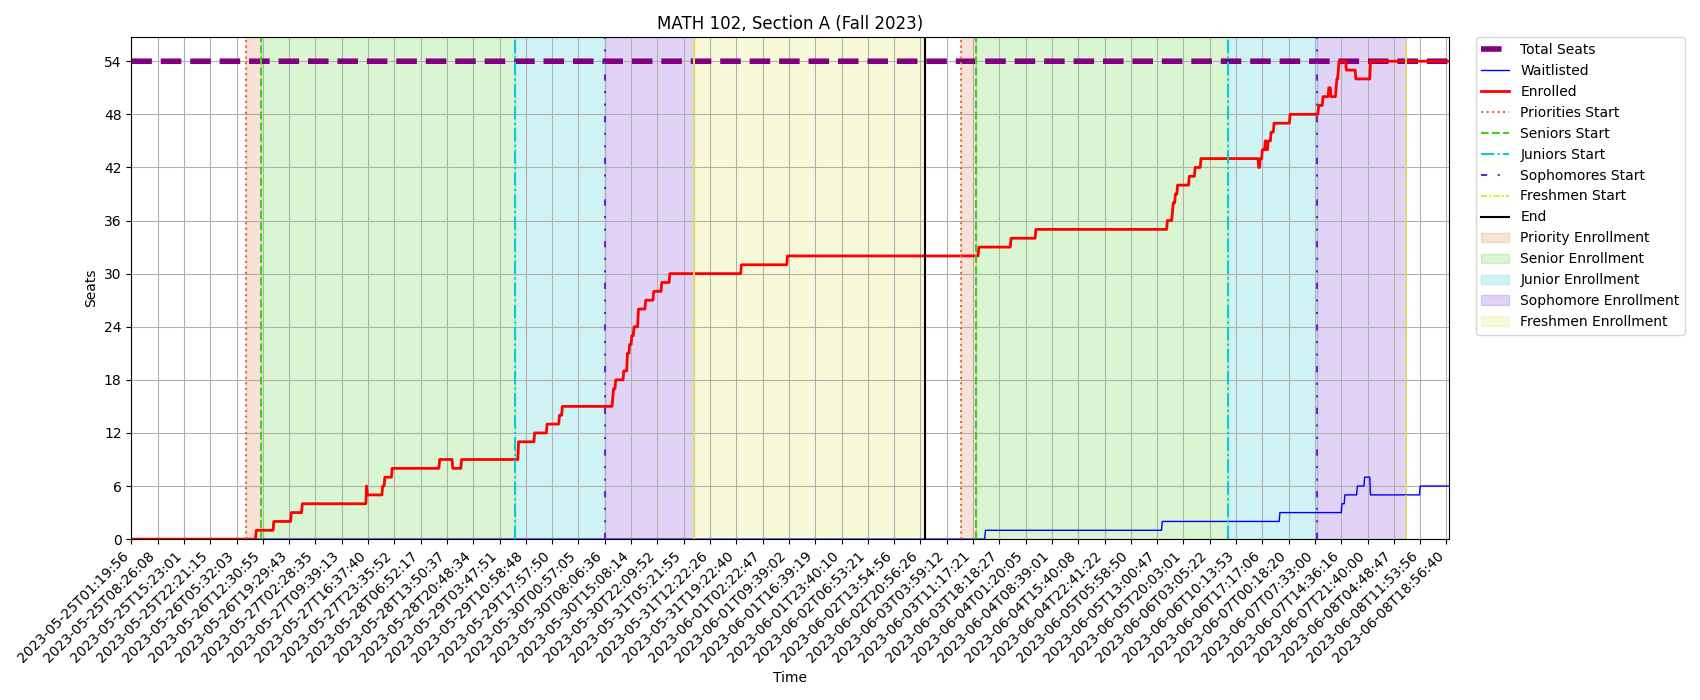 MATH 102, Section A (Fall 2023)
Seats
54
48
42
36
30
24
18
12
6
0
2023-05-25T01:19:56
2023-05-25T08:26:08
2023-05-25T15:23:01
2023-05-25T22:21:15
2023-05-26T05:32:03
2023-05-26T12:30:55
2023-05-26T19:29:43
2023-05-27T02:28:35
2023-05-27T09:39:13
2023-05-27T16:37:40
2023-05-27T23:35:52
2023-05-28T06:52:17
2023-05-28T13:50:37
2023-05-28T20:48:34
2023-05-29T03:47:51
2023-05-29T10:58:48
2023-05-29T17:57:50
2023-05-30T00:57:05
2023-05-30T08:06:36
2023-05-30T15:08:14
2023-05-30T22:09:52
2023-05-31T05:21:55
2023-05-31T12:22:26
2023-05-31T19:22:40
2023-06-01T02:22:47
2023-06-01T09:39:02
2023-06-01T16:39:19
2023-06-01T23:40:10
2023-06-02T06:53:21
2023-06-02T13:54:56
2023-06-02T20:56:26
2023-06-03T03:59:12
2023-06-03T11:17:21
2023-06-03T18:18:27
2023-06-04T01:20:05
2023-06-04T08:39:01
2023-06-04T15:40:08
2023-06-04T22:41:22
2023-06-05T05:58:50
2023-06-05T13:00:47
2023-06-05T20:03:01
2023-06-06T03:05:22
2023-06-06T10:13:53
2023-06-06T17:17:06
2023-06-07T00:18:20
2023-06-07T07:33:00
2023-06-07T14:36:16
2023-06-07T21:40:00
2023-06-08T04:48:47
2023-06-08T11:53:56
2023-06-08T18:56:40
Time
Total Seats
Waitlisted
Enrolled
Priorities Start
Seniors Start
Juniors Start
Sophomores Start
Freshmen Start
End
Priority Enrollment
Senior Enrollment
Junior Enrollment
Sophomore Enrollment
Freshmen Enrollment